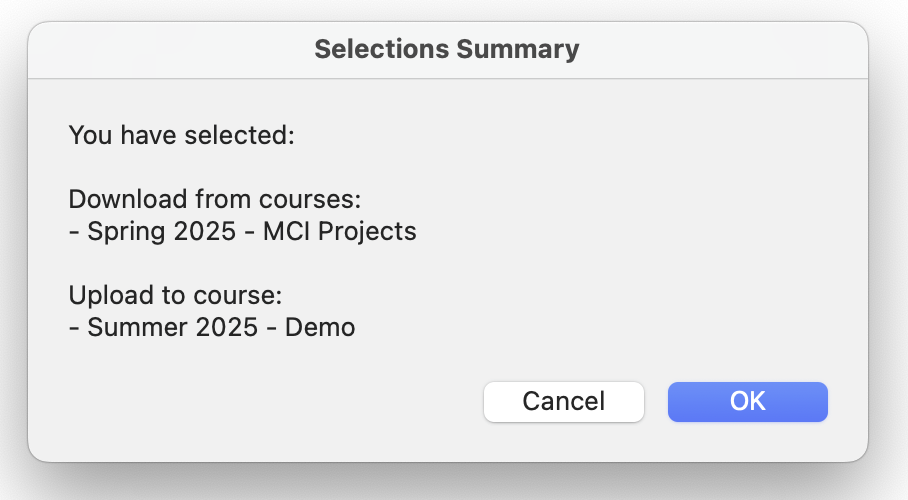 Selections Summary
You have selected:
Download from courses:
- Spring 2025 - MCI Projects
Upload to course:
- Summer 2025 - Demo
Cancel
OK